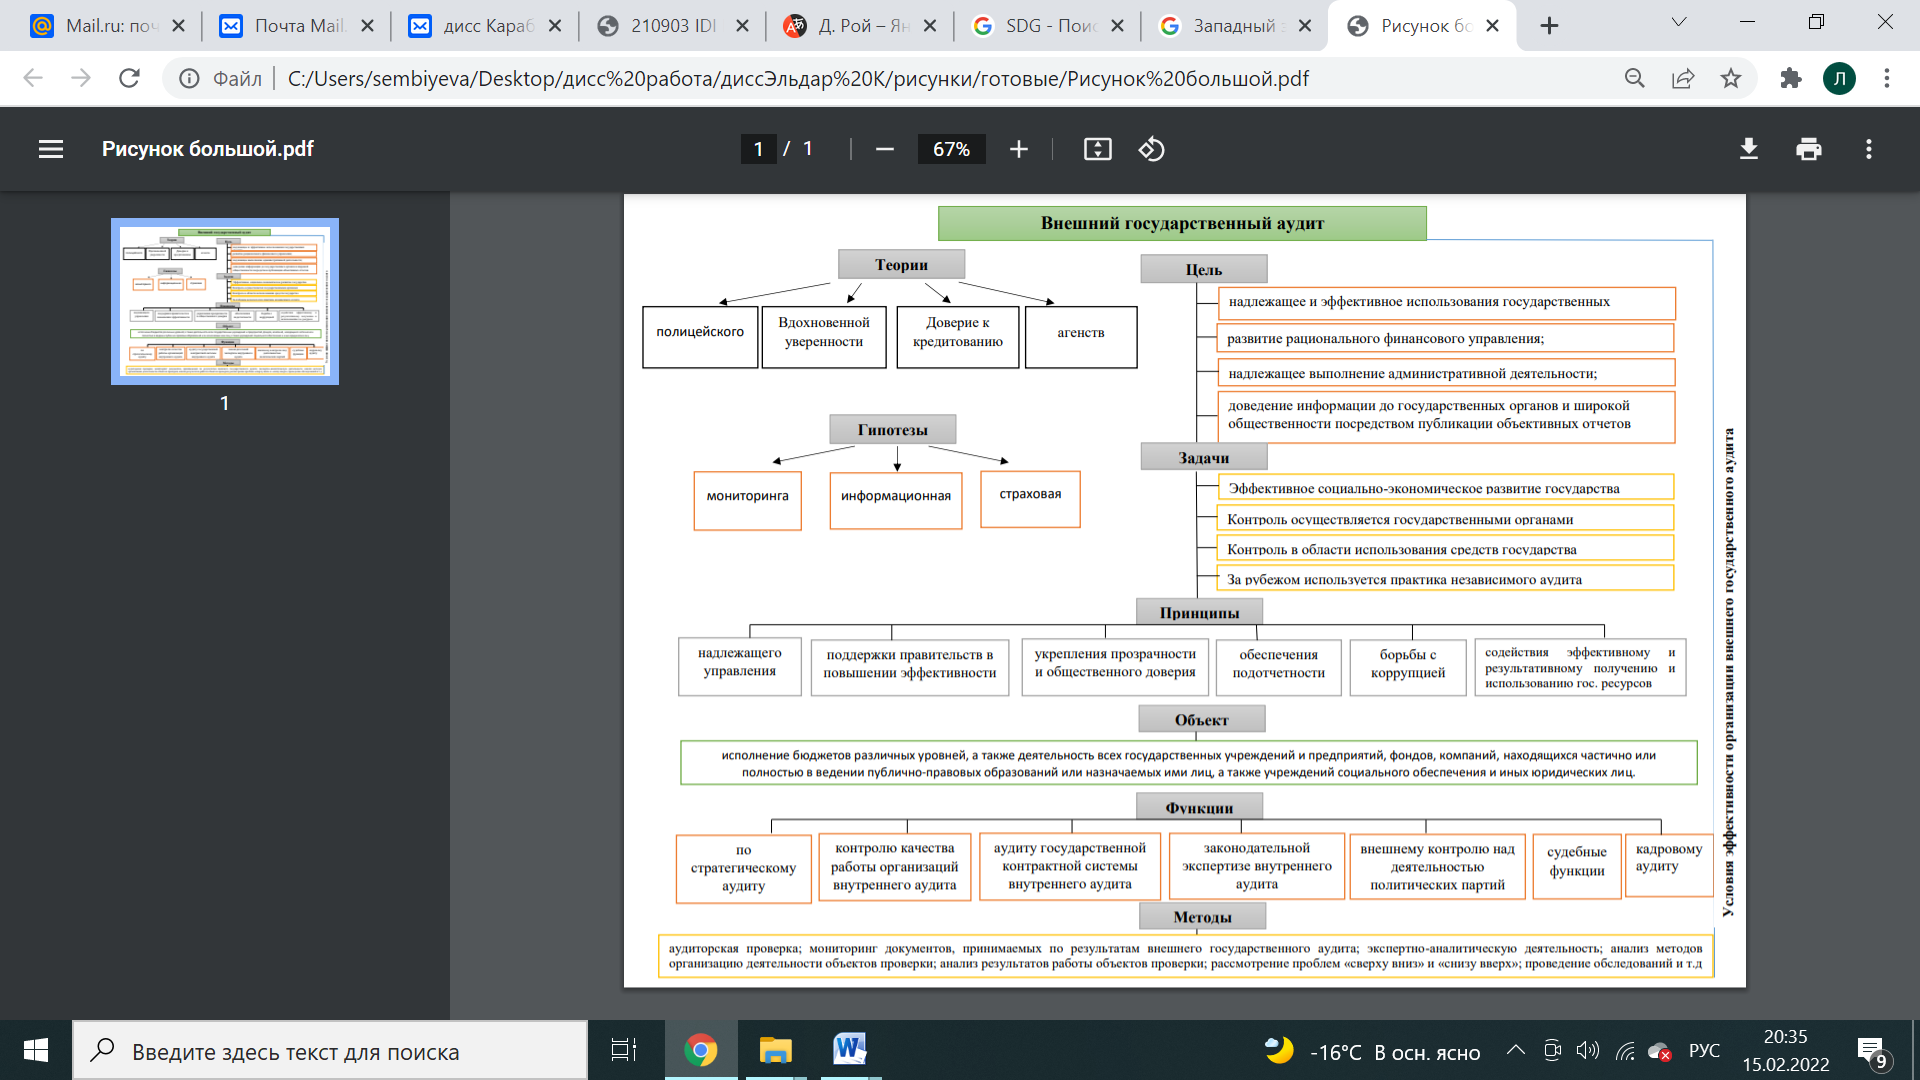 Mail.ru: поч
Почта Mail.
дисс Караб
210903 IDI
Д. Рой – Ян
SDG - Поис
Западный э
Рисунок бо
Файл
C:/Users/sembiyeva/Desktop/дисс%20работа/диссЭльдар%20К/рисунки/готовые/Рисунок%20большой.pdf
Л
Рисунок большой.pdf
1 / 1
67%
1
Внешний государственный аудит
Теории
полицейского
Вдохновенной
уверенности
Доверие к
кредитованию
агенств
Гипотезы
мониторинга
информационная
страховая
Цель
надлежащее и эффективное использования государственных
развитие рационального финансового управления;
надлежащее выполнение административной деятельности;
доведение информации до государственных органов и широкой
общественности посредством публикации объективных отчетов
Задачи
Эффективное социально-экономическое развитие государства
Контроль осуществляется государственными органами
Контроль в области использования средств государства
За рубежом используется практика независимого аудита
Принципы
надлежащего
управления
поддержки правительств в
повышении эффективности
укрепления прозрачности
и общественного доверия
обеспечения
подотчетности
борьбы с
коррупцией
содействия эффективному и
результативному получению и
использованию гос. ресурсов
Объект
исполнение бюджетов различных уровней, а также деятельность всех государственных учреждений и предприятий, фондов, компаний, находящихся частично или
полностью в ведении публично-правовых образований или назначаемых ими лиц, а также учреждений социального обеспечения и иных юридических лиц.
Функции
по
стратегическому
аудиту
контролю качества
работы организаций
внутреннего аудита
аудиту государственной
контрактной системы
внутреннего аудита
законодательной
экспертизе внутреннего
аудита
внешнему контролю над
деятельностью
политических партий
судебные
функции
кадровому
аудиту
Методы
аудиторская проверка; мониторинг документов, принимаемых по результатам внешнего государственного аудита; экспертно-аналитическую деятельность; анализ методов
организацию деятельности объектов проверки; анализ результатов работы объектов проверки; рассмотрение проблем «сверху вниз» и «снизу вверх»; проведение обследований и т.д
Условия эффективности организации внешнего государственного аудита
Введите здесь текст для поиска
-16°C В осн. ясно
РУС
20:35
15.02.2022
9